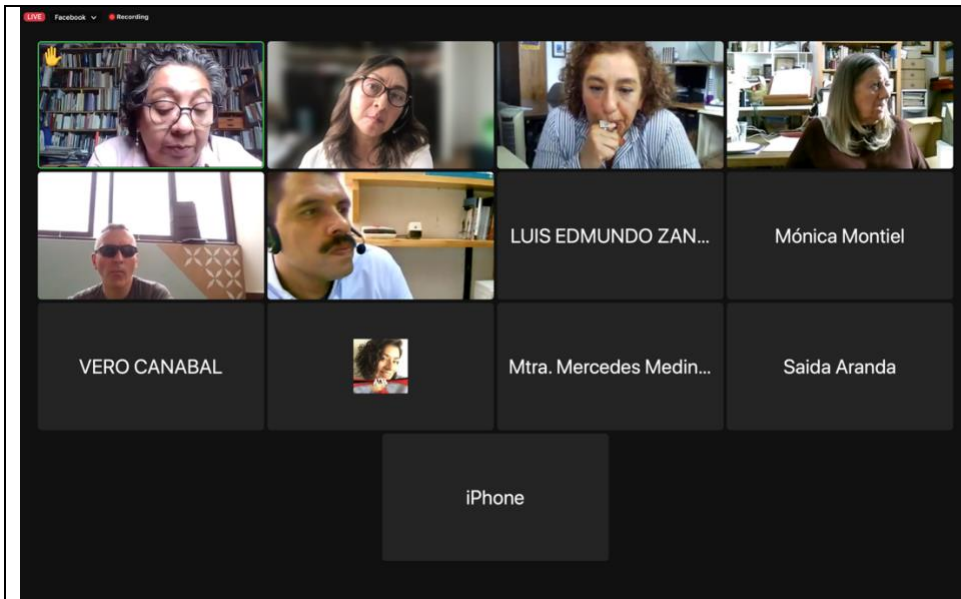 LIVE Facebook Recording
LUIS EDMUNDO ZAN...
Mónica Montiel
VERO CANABAL
Mtra. Mercedes Medin...
Saida Aranda
iPhone